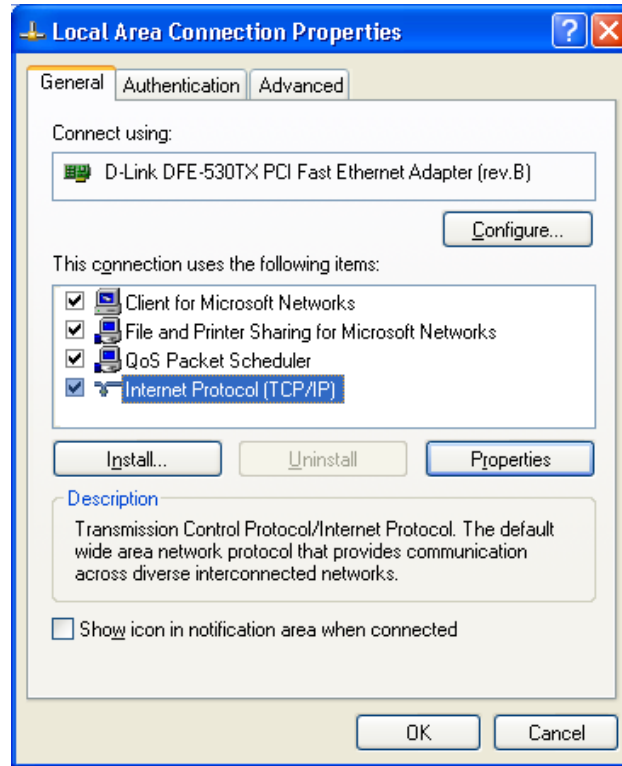 Local Area Connection Properties
General
Authentication
Advanced
Connect using:
D-Link DFE-530TX PCI Fast Ethernet Adapter (rev.B)
Configure...
This connection uses the following items:
Client for Microsoft Networks
File and Printer Sharing for Microsoft Networks
QoS Packet Scheduler
Internet Protocol (TCP/IP)
Install...
Uninstall
Properties
Description
Transmission Control Protocol/Internet Protocol. The default
wide area network protocol that provides communication
across diverse interconnected networks.
Show icon in notification area when connected
OK
Cancel